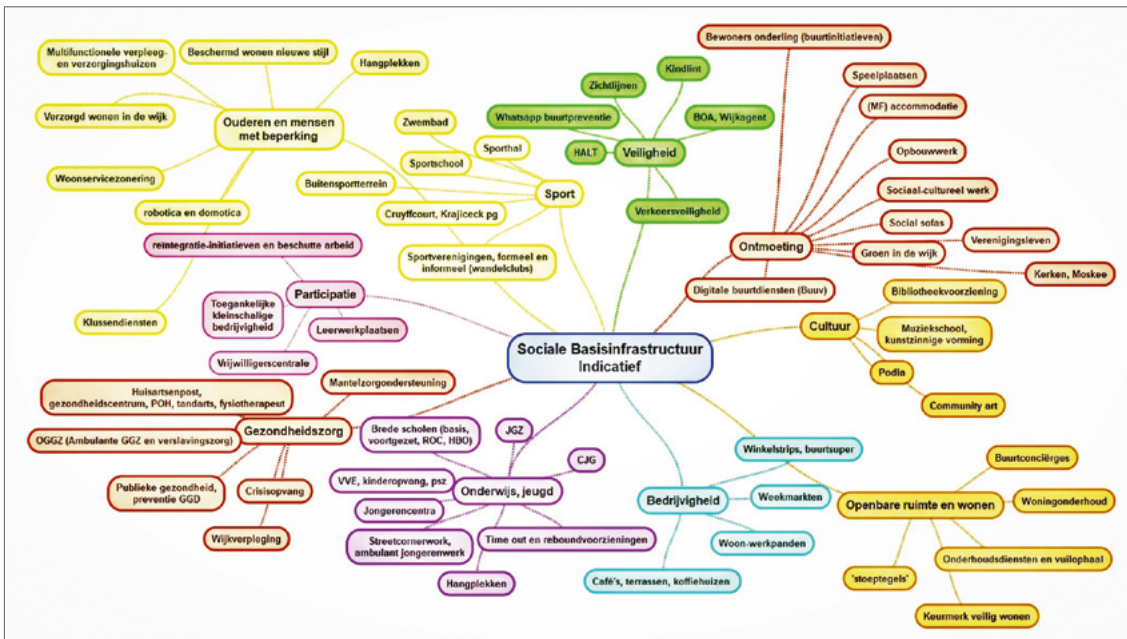 Multifunctionele verpleeg-
en verzorgingshuizen
Beschermd wonen nieuwe stijl
Hangplekken
Verzorgd wonen in de wijk
Ouderen en mensen
met beperking
Woonservicezonering
robotica en domotica
Klussendiensten
Zwembad
Sporthal
Sportschool
Buitensportterrein
Sport
Cruyffcourt, Krajiceck pg
Sportverenigingen, formeel en
informeel (wandelclubs)
Kindlint
Zichtlijnen
Whatsapp buurtpreventie
BOA, Wijkagent
HALT
Veiligheid
Verkeersveiligheid
Bewoners onderling (buurtinitiatieven)
Speelplaatsen
(MF) accommodatie
Opbouwwerk
Sociaal-cultureel werk
Social sofas
Verenigingsleven
Ontmoeting
Groen in de wijk
Kerken, Moskee
Digitale buurtdiensten (Buuv)
reïntegratie-initiatieven en beschutte arbeid
Participatie
Toegankelijke
kleinschalige
bedrijvigheid
Leerwerkplaatsen
Vrijwilligerscentrale
Sociale Basisinfrastructuur
Indicatief
Bibliotheekvoorziening
Cultuur
Muziekschool,
kunstzinnige vorming
Podia
Community art
Huisartsenpost,
gezondheidscentrum, POH, tandarts, fysiotherapeut
Mantelzorgondersteuning
OGGZ (Ambulante GGZ en verslavingszorg)
Gezondheidszorg
Publieke gezondheid,
preventie GGD
Crisisopvang
Wijkverpleging
Brede scholen (basis,
voortgezet, ROC, HBO)
JGZ
CJG
VVE, kinderopvang, psz
Onderwijs, jeugd
Jongerencentra
Streetcornerwork,
ambulant jongerenwerk
Time out en reboundvoorzieningen
Hangplekken
Winkelstrips, buurtsuper
Bedrijvigheid
Weekmarkten
Woon-werkpanden
Café's, terrassen, koffiehuizen
Buurtconciërges
Openbare ruimte en wonen
Woningonderhoud
Onderhoudsdiensten en vuilophaal
'stoeptegels'
Keurmerk veilig wonen